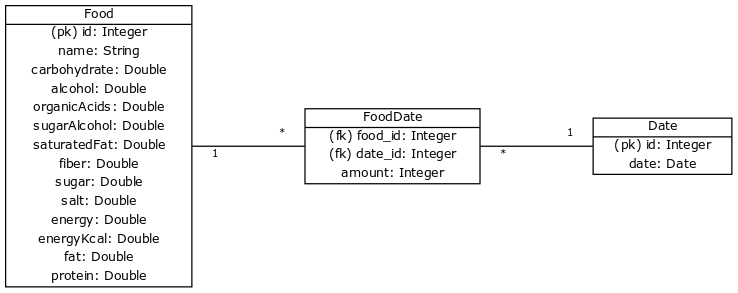 Food
(pk) id: Integer
name: String
carbohydrate: Double
alcohol: Double
organicAcids: Double
sugarAlcohol: Double
saturatedFat: Double
fiber: Double
sugar: Double
salt: Double
energy: Double
energyKcal: Double
fat: Double
protein: Double
1
*
FoodDate
(fk) food_id: Integer
(fk) date_id: Integer
amount: Integer
*
1
Date
(pk) id: Integer
date: Date